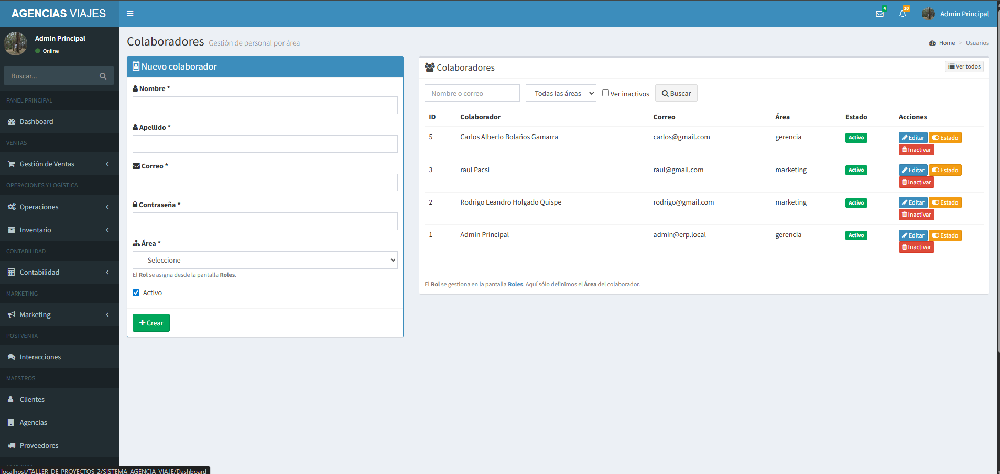 AGENCIAS VIAJES
4
10
Admin Principal
Admin Principal
Online
Buscar...
PANEL PRINCIPAL
Dashboard
VENTAS
Gestión de Ventas
OPERACIONES Y LOGÍSTICA
Operaciones
Inventario
CONTABILIDAD
Contabilidad
MARKETING
Marketing
POSTVENTA
Interacciones
MAESTROS
Clientes
Agencias
Proveedores
GERENCIA
localhost/TALLER_DE_PROYECTOS_2/SISTEMA_AGENCIA_VIAJE/Dashboard
Colaboradores Gestión de personal por área
Home > Usuarios
Nuevo colaborador
Nombre *
Apellido *
Correo *
Contraseña *
Área *
-- Seleccione --
El Rol se asigna desde la pantalla Roles.
Activo
Crear
Colaboradores
Ver todos
Nombre o correo Todas las áreas Ver inactivos Buscar
ID Colaborador Correo Área Estado Acciones
5 Carlos Alberto Bolaños Gamarra carlos@gmail.com gerencia Activo Editar Estado
Inactivar
3 raul Pacsi raul@gmail.com marketing Activo Editar Estado
Inactivar
2 Rodrigo Leandro Holgado Quispe rodrigo@gmail.com marketing Activo Editar Estado
Inactivar
1 Admin Principal admin@erp.local gerencia Activo Editar Estado
Inactivar
El Rol se gestiona en la pantalla Roles. Aquí sólo definimos el Área del colaborador.